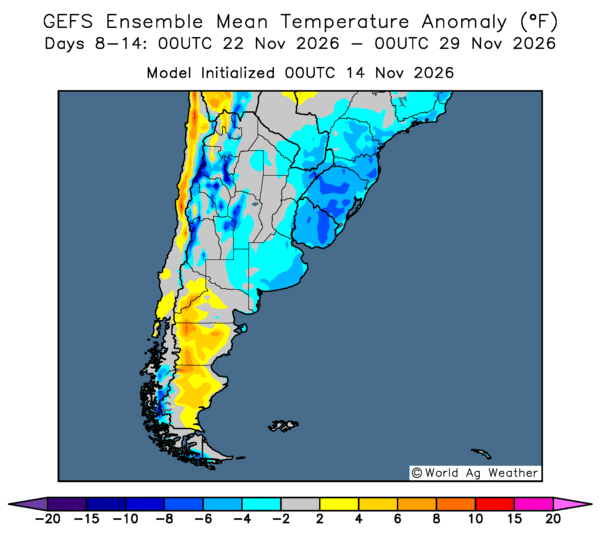 GEFS Ensemble Mean Temperature Anomaly (°F)
Days 8−14: 00UTC 22 Nov 2026 − 00UTC 29 Nov 2026
Model Initialized 00UTC 14 Nov 2026
© World Ag Weather
−20 −15 −10 −8 −6 −4 −2 2 4 6 8 10 15 20